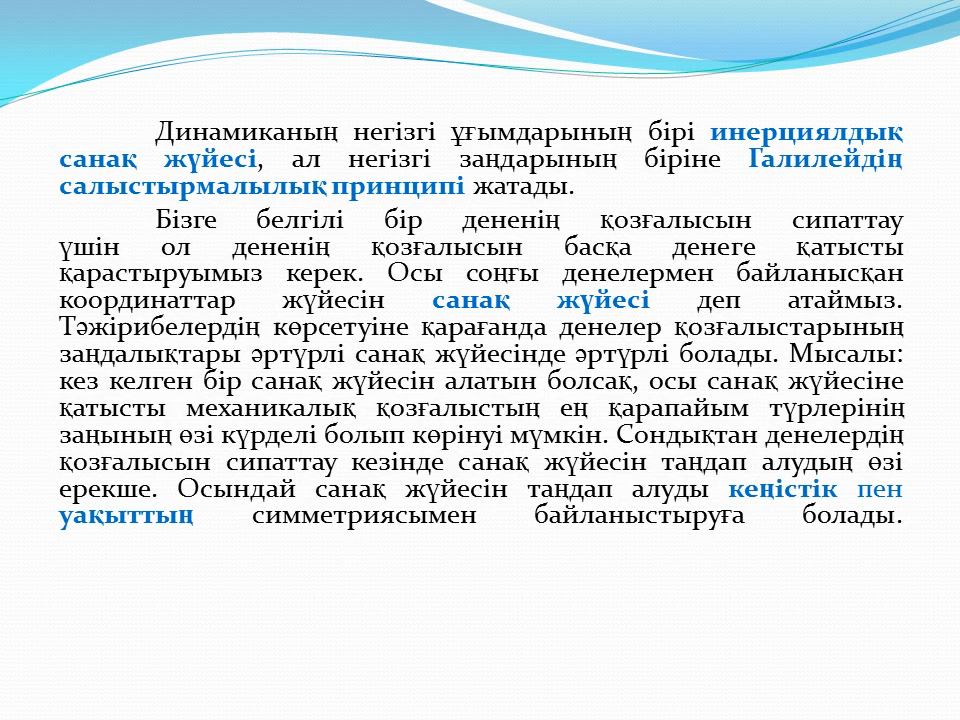 Динамиканың негізгі ұғымдарының бірі инерциялдық
санақ жүйесі, ал негізгі заңдарының біріне Галилейдің
салыстырмалылық принципі жатады.
Бізге белгілі бір дененің қозғалысын сипаттау
үшін ол дененің қозғалысын басқа денеге қатысты
қарастыруымыз керек. Осы соңғы денелермен байланысқан
координаттар жүйесін санақ жүйесі деп атаймыз.
Тәжірибелердің көрсетуіне қарағанда денелер қозғалыстарының
заңдалықтары әртүрлі санақ жүйесінде әртүрлі болады. Мысалы:
кез келген бір санақ жүйесін алатын болсақ, осы санақ жүйесіне
қатысты механикалық қозғалыстың ең қарапайым түрлерінің
заңының өзі күрделі болып көрінуі мүмкін. Сондықтан денелердің
қозғалысын сипаттау кезінде санақ жүйесін таңдап алудың өзі
ерекше. Осындай санақ жүйесін таңдап алуды кеңістік пен
уақыттың симметриясымен байланыстыруға болады.